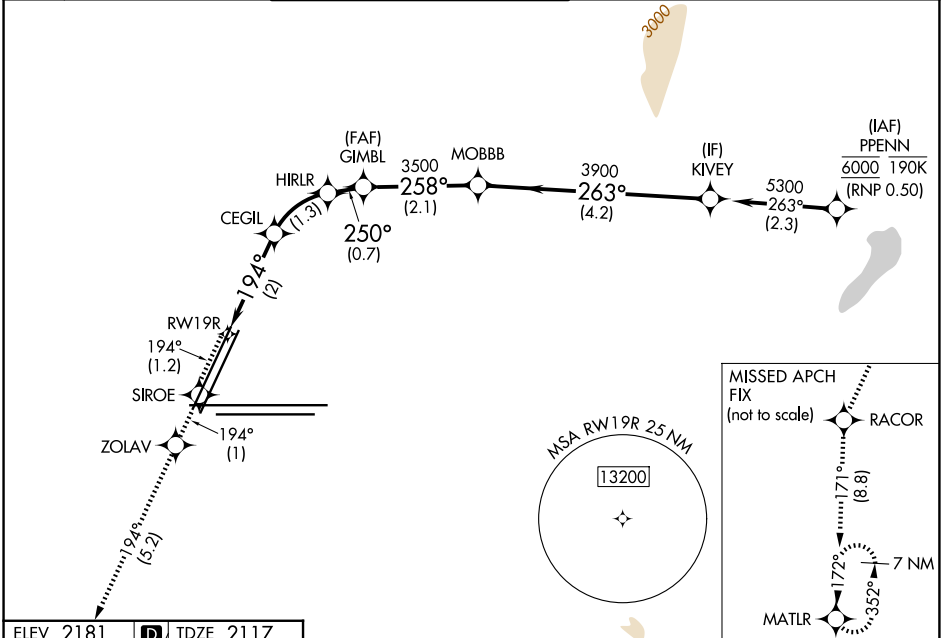 3000
(IAF)
PPENN
6000 190K
(RNP 0.50)
(FAF)
GIMBL
3500
258°
(2.1)
MOBBB
3900
263°
(4.2)
(IF)
KIVEY
5300
263°
(2.3)
HIRLR
CEGIL
(1.3)
250°
(0.7)
194°
(2)
RW19R
194°
(1.2)
SIROE
ZOLAV
194°
(1)
194°
(5.2)
MSA RW19R 25 NM
13200
MISSED APCH
FIX
(not to scale)
RACOR
171°
(8.8)
7 NM
172°
352°
MATLR
ELEV 2181 D TDZE 2117